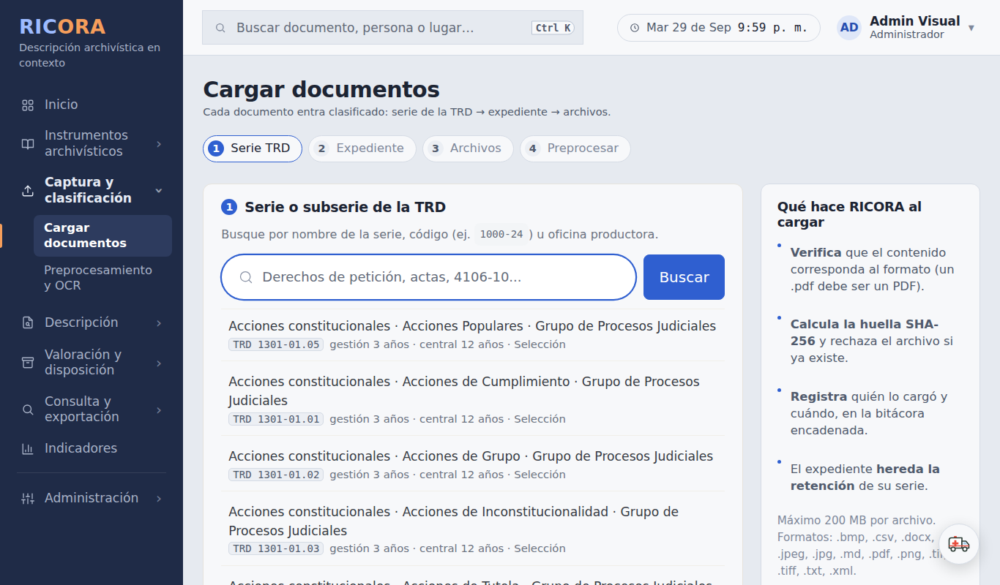 RICORA
Descripción archivística en
contexto
Inicio
Instrumentos
archivísticos
Captura y
clasificación
Cargar
documentos
Preprocesamiento
y OCR
Descripción
Valoración y
disposición
Consulta y
exportación
Indicadores
Administración
Buscar documento, persona o lugar… Ctrl K
Mar 29 de Sep 9:59 p. m.
AD
Admin Visual
Administrador
Cargar documentos
Cada documento entra clasificado: serie de la TRD → expediente → archivos.
1 Serie TRD
2 Expediente
3 Archivos
4 Preprocesar
1 Serie o subserie de la TRD
Busque por nombre de la serie, código (ej. 1000-24 ) u oficina productora.
Derechos de petición, actas, 4106-10…
Buscar
Acciones constitucionales · Acciones Populares · Grupo de Procesos Judiciales
TRD 1301-01.05 gestión 3 años · central 12 años · Selección
Acciones constitucionales · Acciones de Cumplimiento · Grupo de Procesos
Judiciales
TRD 1301-01.01 gestión 3 años · central 12 años · Selección
Acciones constitucionales · Acciones de Grupo · Grupo de Procesos Judiciales
TRD 1301-01.02 gestión 3 años · central 12 años · Selección
Acciones constitucionales · Acciones de Inconstitucionalidad · Grupo de
Procesos Judiciales
TRD 1301-01.03 gestión 3 años · central 12 años · Selección
Acciones constitucionales · Acciones de Tutela · Grupo de Procesos Judiciales
Qué hace RICORA al
cargar
Verifica que el contenido
corresponda al formato (un
.pdf debe ser un PDF).
Calcula la huella SHA-
256 y rechaza el archivo si
ya existe.
Registra quién lo cargó y
cuándo, en la bitácora
encadenada.
El expediente hereda la
retención de su serie.
Máximo 200 MB por archivo.
Formatos: .bmp, .csv, .docx,
.jpeg, .jpg, .md, .pdf, .png,
.tiff, .txt, .xml.